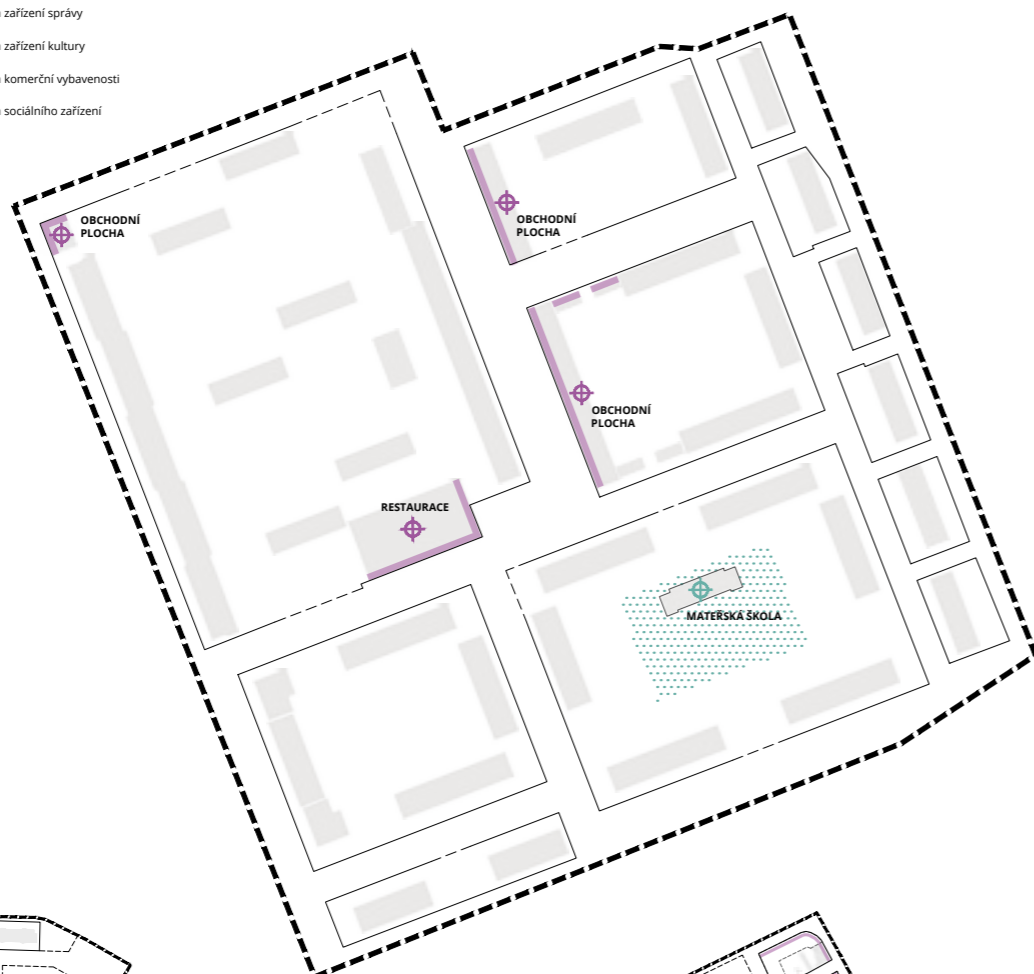 zařízení správy
zařízení kultury
komerční vybavenosti
sociálního zařízení
OBCHODNÍ
PLOCHA
OBCHODNÍ
PLOCHA
OBCHODNÍ
PLOCHA
RESTAURACE
MATEŘSKÁ ŠKOLA